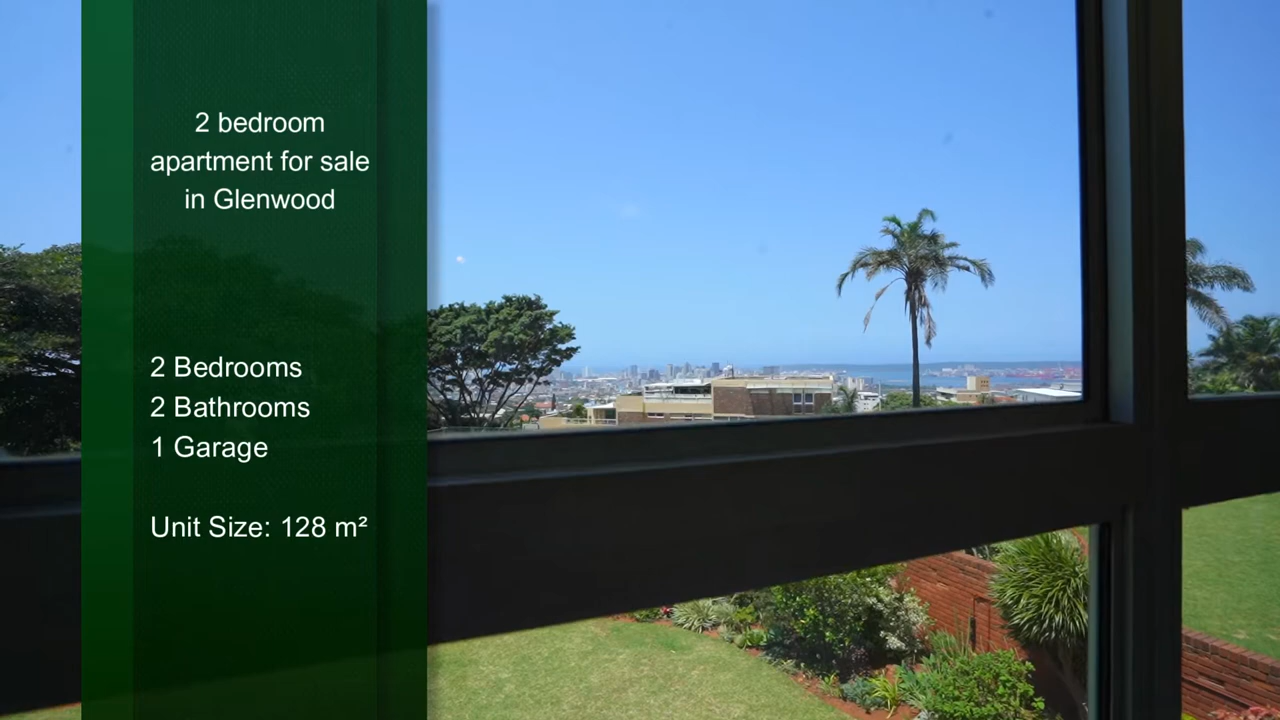 2 bedroom
apartment for sale
in Glenwood
2 Bedrooms
2 Bathrooms
1 Garage
Unit Size: 128 m²